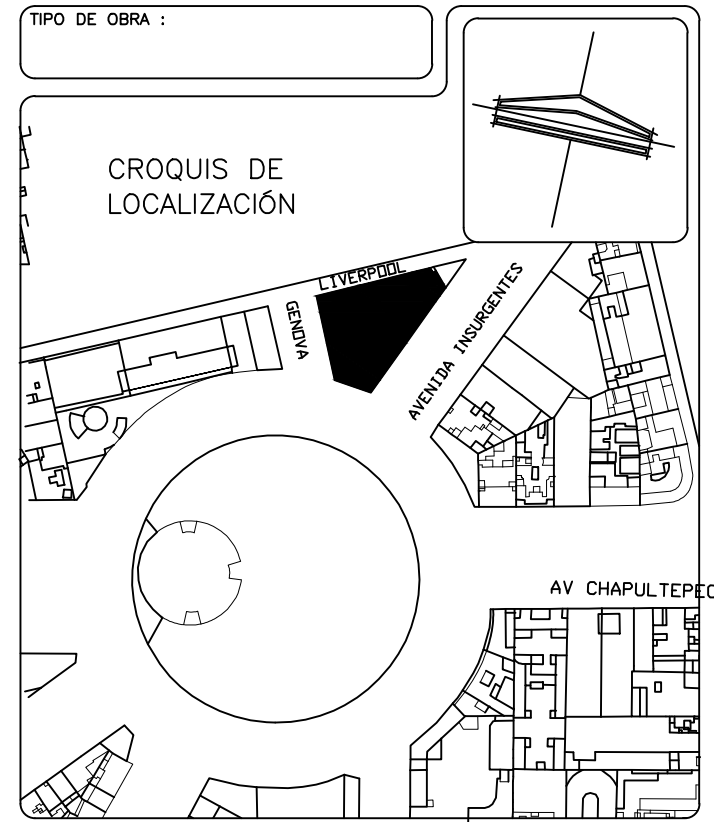 TIPO DE OBRA :
CROQUIS DE
LOCALIZACIÓN
LIVERPOOL
GENOVA
AVENIDA INSURGENTES
AV CHAPULTEPEC